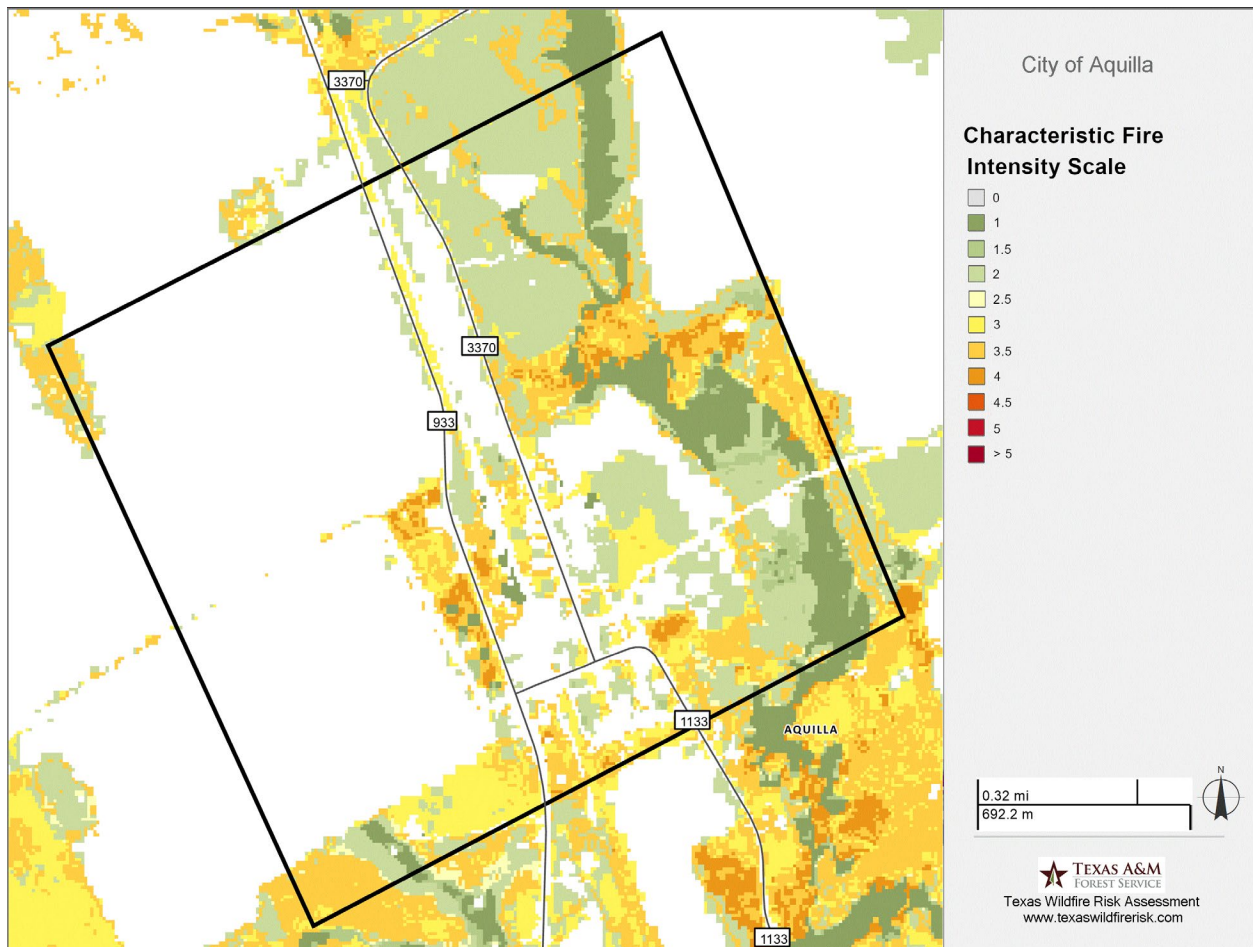 City of Aquilla
Characteristic Fire
Intensity Scale
0
1
1.5
2
2.5
3
3.5
4
4.5
5
> 5
3370
3370
933
1133
AQUILLA
1133
N
0.32 mi
692.2 m
TEXAS A&M
FOREST SERVICE
Texas Wildfire Risk Assessment
www.texaswildfirerisk.com